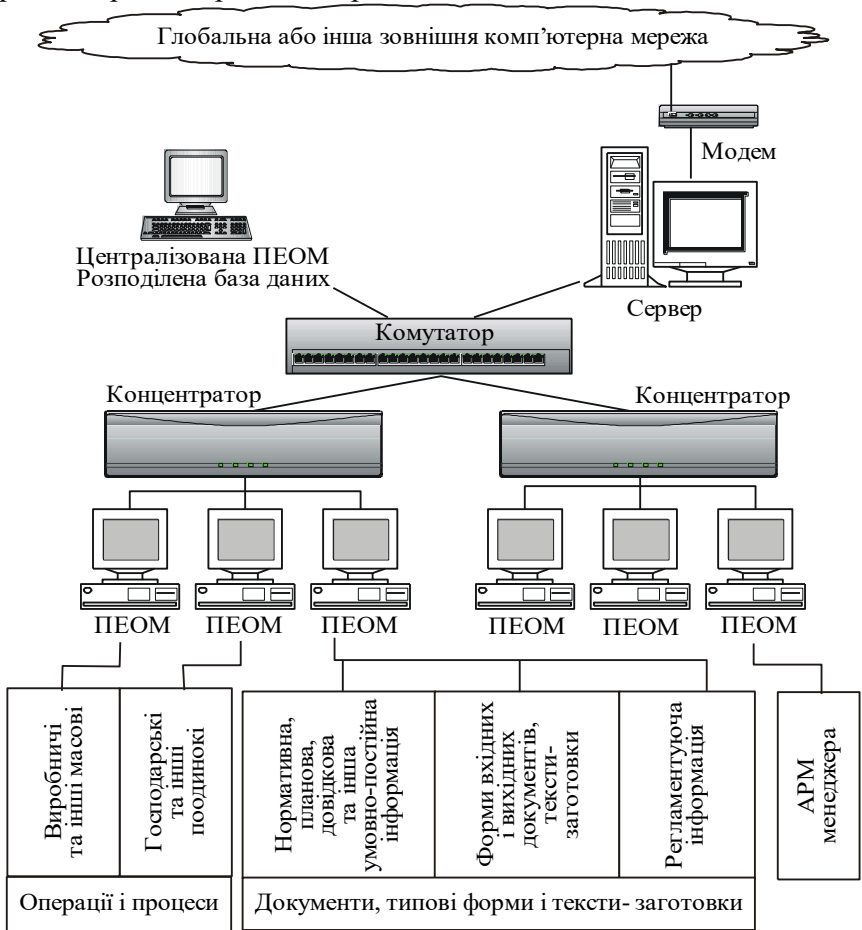 Глобальна або інша зовнішня комп’ютерна мережа
Модем
Централізована ПЕОМ
Розподілена база даних
Сервер
Комутатор
Концентратор
Концентратор
ПЕОМ
ПЕОМ
ПЕОМ
ПЕОМ
ПЕОМ
ПЕОМ
Виробничі
та інші масові
Господарські
та інші
поодинокі
Нормативна,
планова,
довідкова
та інша
умовно-постійна
інформація
Форми вхідних
і вихідних
документів,
тексти-
заготовки
Регламентуюча
інформація
АРМ
менеджера
Операції і процеси
Документи, типові форми і тексти- заготовки